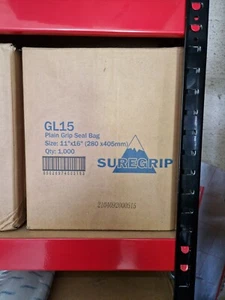 GL15
Plain Grip Seal Bag
Size: 11"x16" (280 x405mm)
Qty: 1,000
SUREGRIP